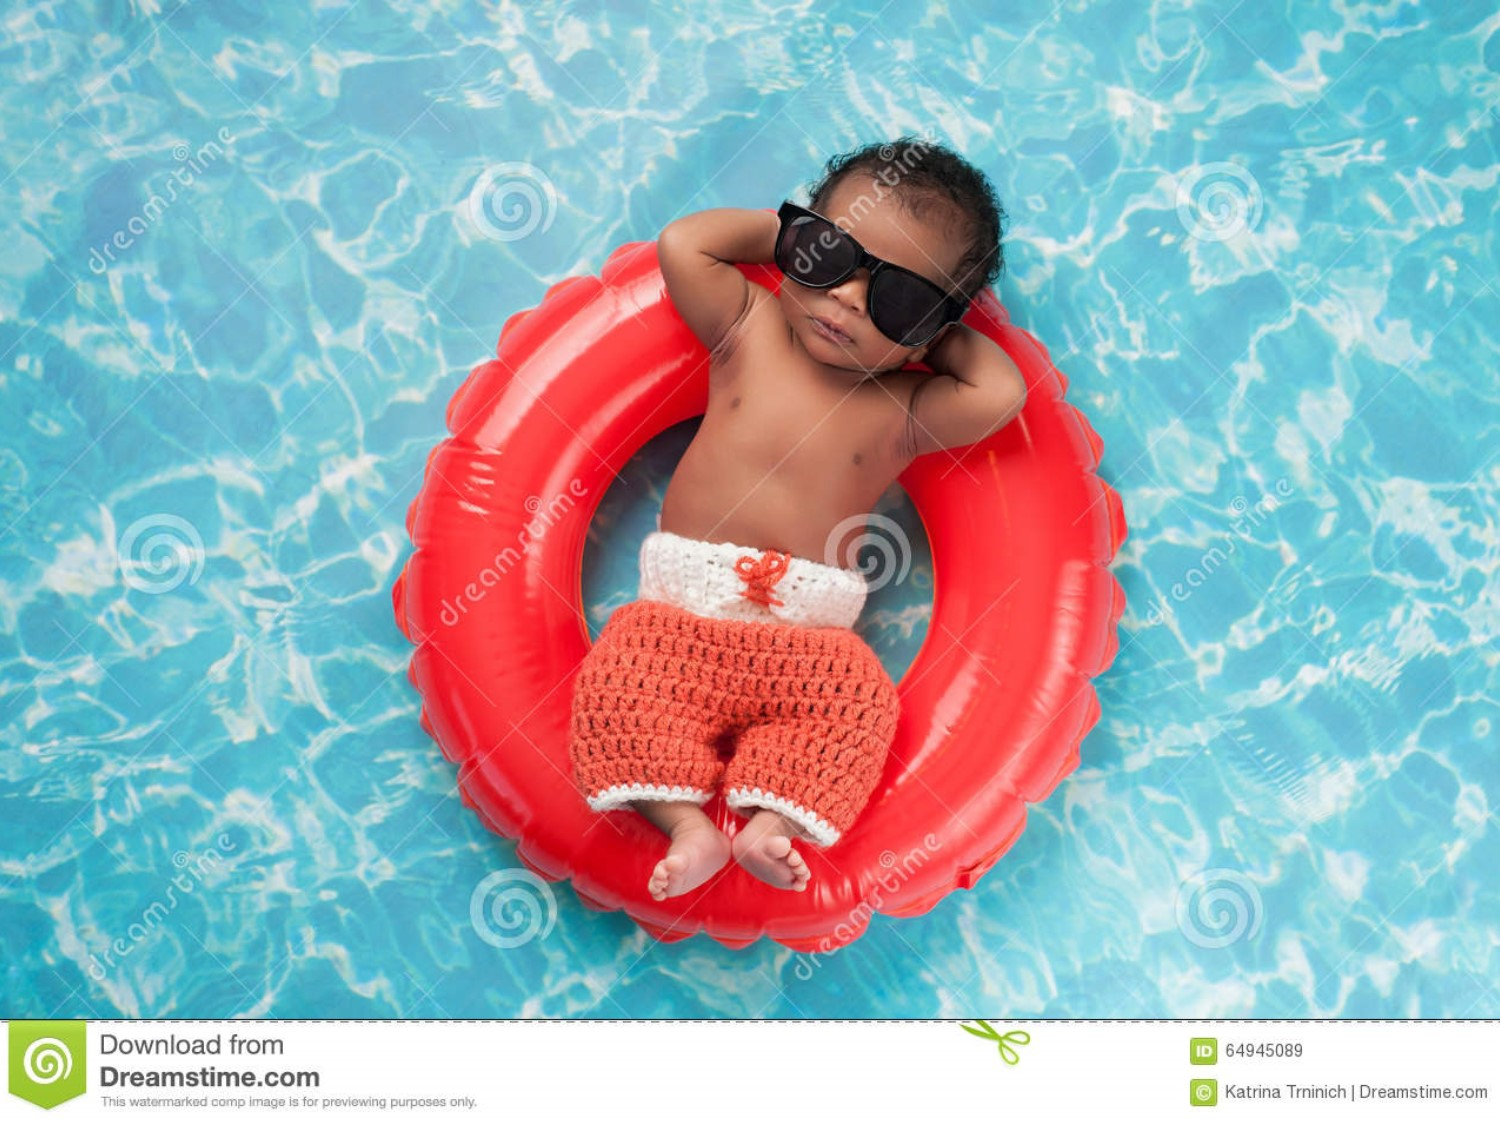 dreamstime
dreamstime
dreamstime
dreamstime
dreamstime
dreamstime
Download from
Dreamstime.com
This watermarked comp image is for previewing purposes only.
ID 64945089
© Katrina Trninich | Dreamstime.com